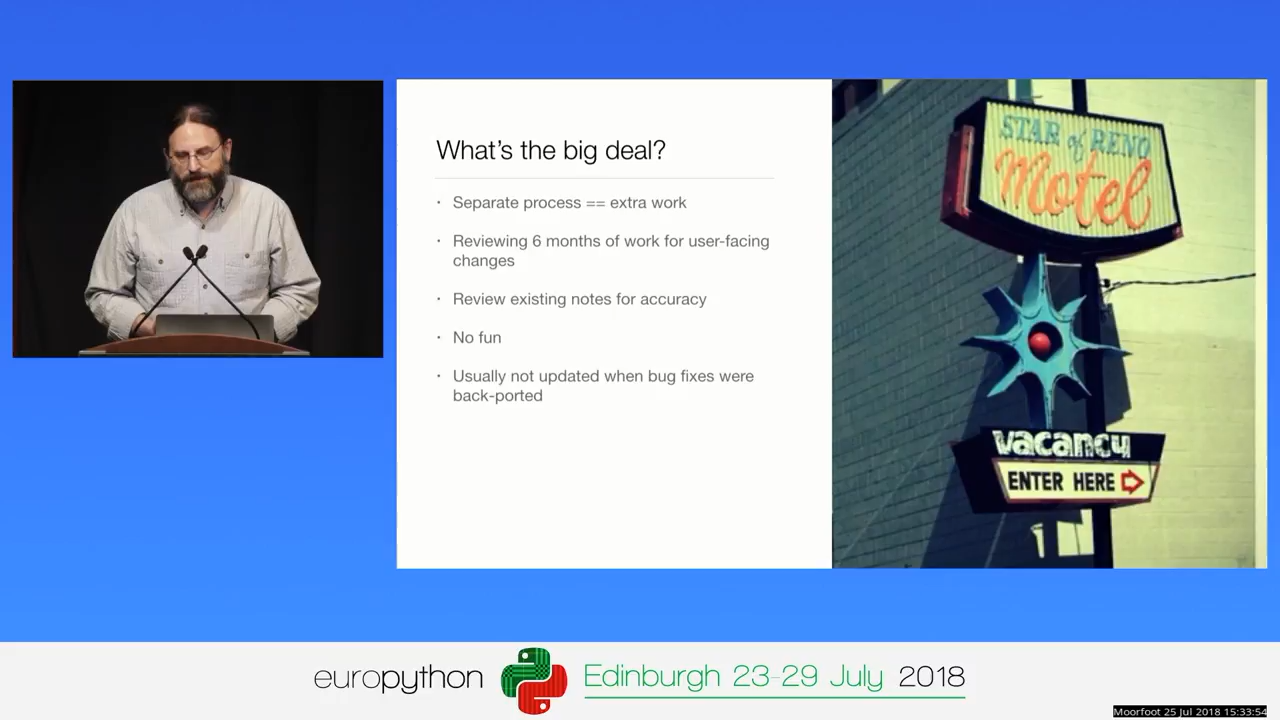 What's the big deal?
· Separate process == extra work
· Reviewing 6 months of work for user-facing
changes
· Review existing notes for accuracy
· No fun
· Usually not updated when bug fixes were
back-ported
STAR of RENO
Motel
vacancy
ENTER HERE
europython
Edinburgh 23-29 July 2018
Moorfoot 25 Jul 2018 15:33:54